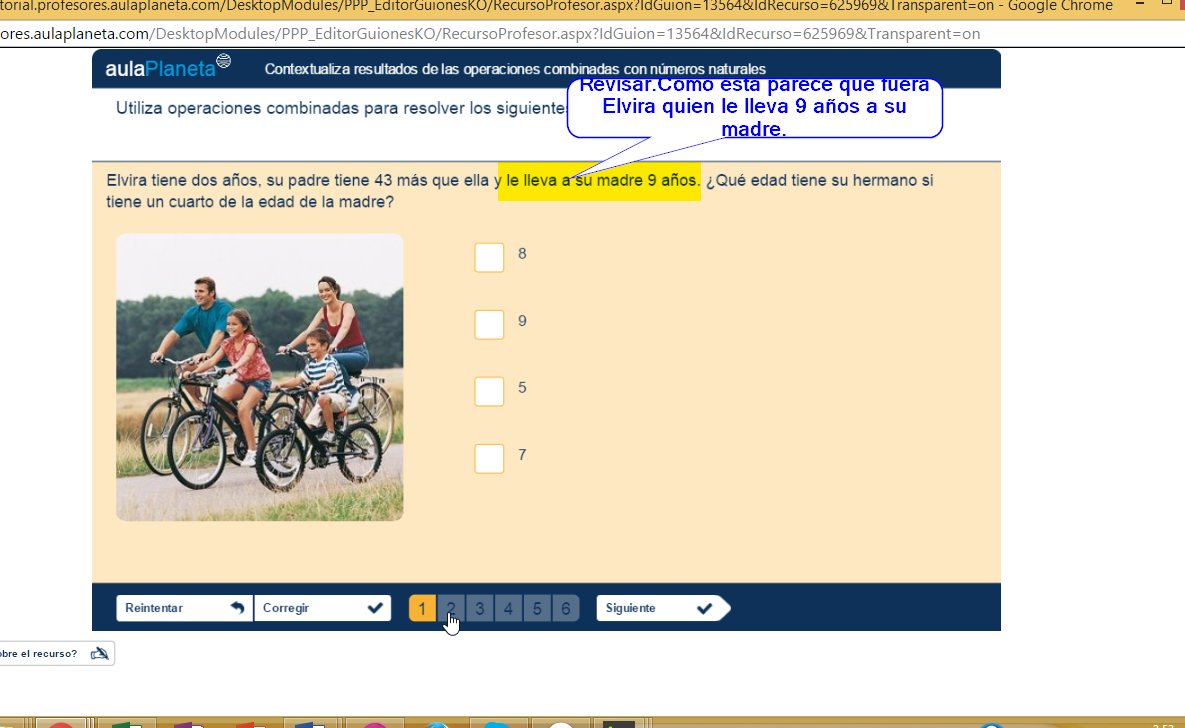 torial.profesores.aulaplaneta.com/DesktopModules/PPP_EditorGuionesKO/RecursoProfesor.aspx?IdGuion=13564&IdRecurso=625969&Transparent=on - Google Chrome
ores.aulaplaneta.com/DesktopModules/PPP_EditorGuionesKO/RecursoProfesor.aspx?IdGuion=13564&IdRecurso=625969&Transparent=on
aulaPlaneta Contextualiza resultados de las operaciones combinadas con números naturales
Utiliza operaciones combinadas para resolver los siguientes
Revisar.Como está parece que fuera
Elvira quien le lleva 9 años a su
madre.
Elvira tiene dos años, su padre tiene 43 más que ella y le lleva a su madre 9 años. ¿Qué edad tiene su hermano si
tiene un cuarto de la edad de la madre?
8
9
5
7
Reintentar Corregir 1 2 3 4 5 6 Siguiente
obre el recurso?